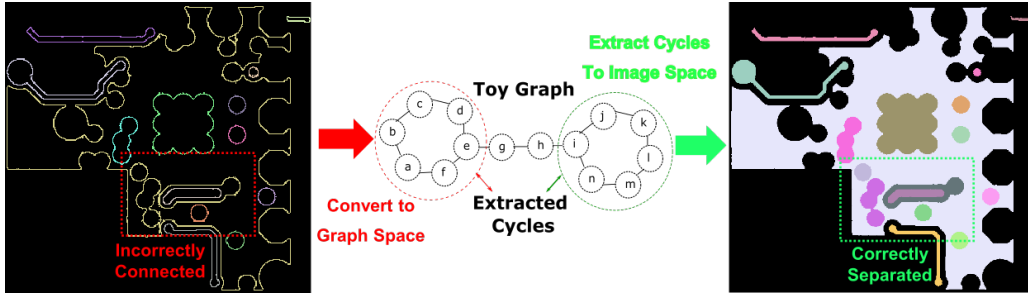 Incorrectly
Connected
Toy Graph
a
b
c
d
e
f
g
h
i
j
k
l
m
n
Convert to
Graph Space
Extracted
Cycles
Extract Cycles
To Image Space
Correctly
Separated